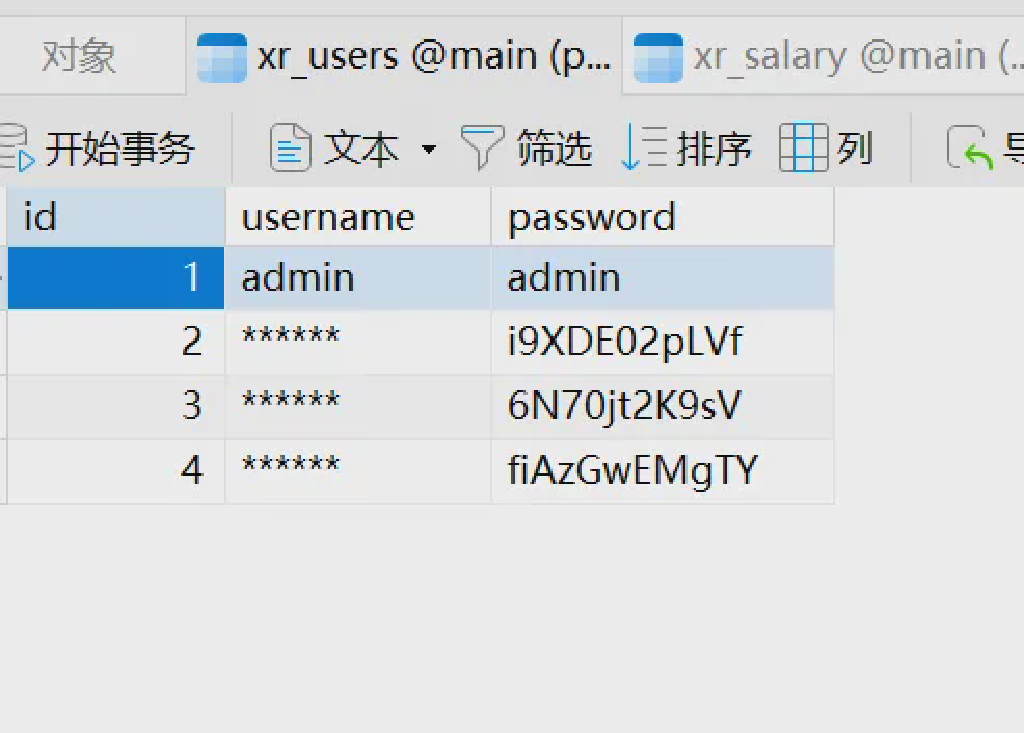 对象 xr_users @main (p... xr_salary @main (...
开始事务 文本 筛选 排序 列 导
id username password
1 admin admin
2 ****** i9XDE02pLVf
3 ****** 6N70jt2K9sV
4 ****** fiAzGwEMgTY